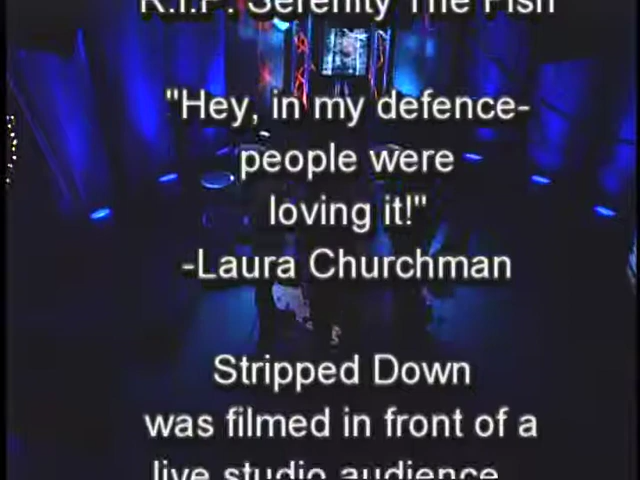 R.I.P. Serenity The Fish
"Hey, in my defence-
people were
loving it!"
-Laura Churchman
Stripped Down
was filmed in front of a
live studio audience